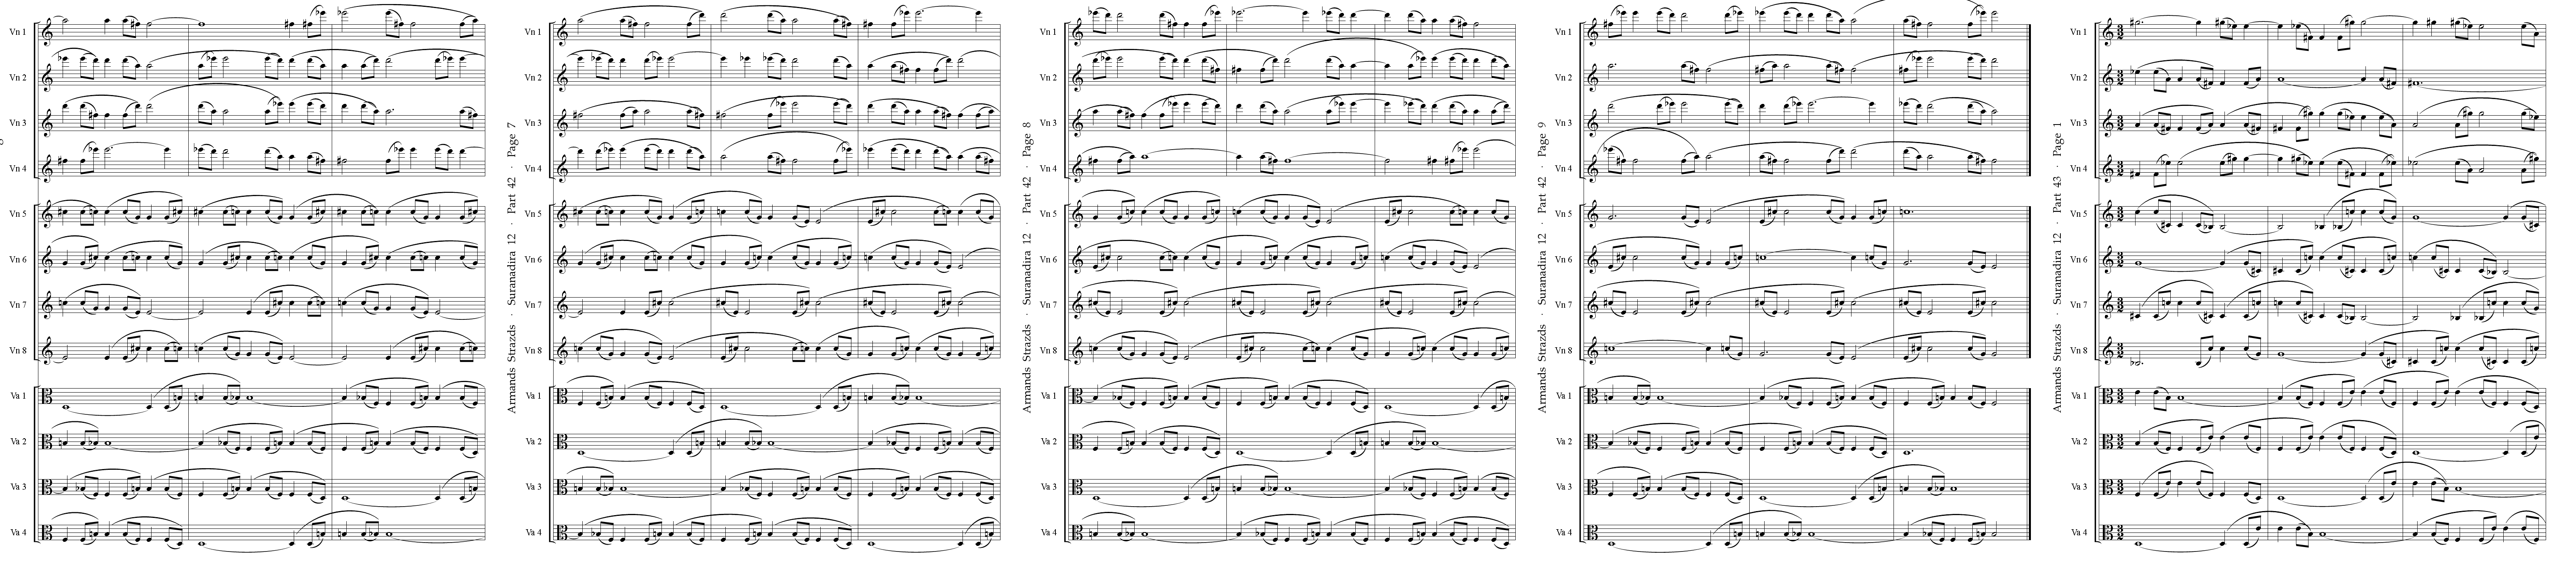 Vn 1
Vn 2
Vn 3
Vn 4
Vn 5
Vn 6
Vn 7
Vn 8
Va 1
Va 2
Va 3
Va 4
Armands Strazds · Suranadira 12 · Part 42 · Page 7
Vn 1
Vn 2
Vn 3
Vn 4
Vn 5
Vn 6
Vn 7
Vn 8
Va 1
Va 2
Va 3
Va 4
Armands Strazds · Suranadira 12 · Part 42 · Page 8
Vn 1
Vn 2
Vn 3
Vn 4
Vn 5
Vn 6
Vn 7
Vn 8
Va 1
Va 2
Va 3
Va 4
Armands Strazds · Suranadira 12 · Part 42 · Page 9
Vn 1
Vn 2
Vn 3
Vn 4
Vn 5
Vn 6
Vn 7
Vn 8
Va 1
Va 2
Va 3
Va 4
Armands Strazds · Suranadira 12 · Part 43 · Page 1
Vn 1
Vn 2
Vn 3
Vn 4
Vn 5
Vn 6
Vn 7
Vn 8
Va 1
Va 2
Va 3
Va 4